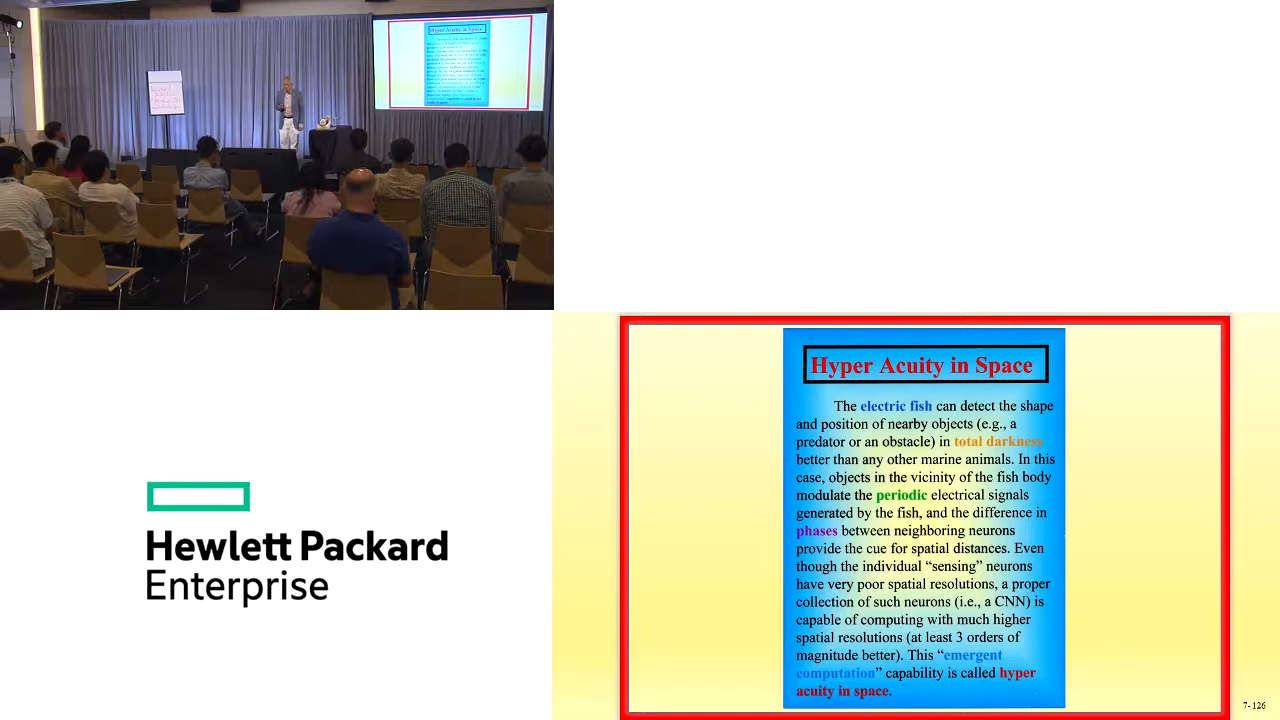 Hyper Acuity in Space
Hewlett Packard
Enterprise
Hyper Acuity in Space
The electric fish can detect the shape
and position of nearby objects (e.g., a
predator or an obstacle) in total darkness
better than any other marine animals. In this
case, objects in the vicinity of the fish body
modulate the periodic electrical signals
generated by the fish, and the difference in
phases between neighboring neurons
provide the cue for spatial distances. Even
though the individual “sensing” neurons
have very poor spatial resolutions, a proper
collection of such neurons (i.e., a CNN) is
capable of computing with much higher
spatial resolutions (at least 3 orders of
magnitude better). This “emergent
computation” capability is called hyper
acuity in space.
7-126